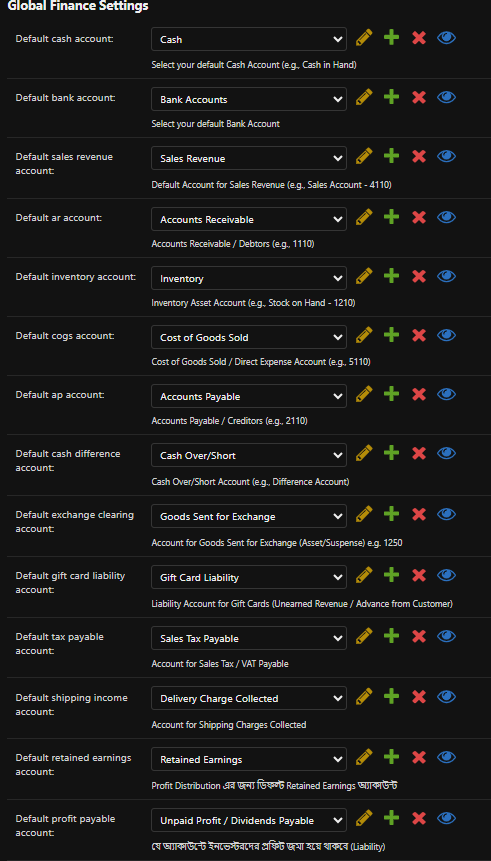 Global Finance Settings
Default cash account:
Cash
Select your default Cash Account (e.g., Cash in Hand)
Default bank account:
Bank Accounts
Select your default Bank Account
Default sales revenue
account:
Sales Revenue
Default Account for Sales Revenue (e.g., Sales Account - 4110)
Default ar account:
Accounts Receivable
Accounts Receivable / Debtors (e.g., 1110)
Default inventory account:
Inventory
Inventory Asset Account (e.g., Stock on Hand - 1210)
Default cogs account:
Cost of Goods Sold
Cost of Goods Sold / Direct Expense Account (e.g., 5110)
Default ap account:
Accounts Payable
Accounts Payable / Creditors (e.g., 2110)
Default cash difference
account:
Cash Over/Short
Cash Over/Short Account (e.g., Difference Account)
Default exchange clearing
account:
Goods Sent for Exchange
Account for Goods Sent for Exchange (Asset/Suspense) e.g. 1250
Default gift card liability
account:
Gift Card Liability
Liability Account for Gift Cards (Unearned Revenue / Advance from Customer)
Default tax payable
account:
Sales Tax Payable
Account for Sales Tax / VAT Payable
Default shipping income
account:
Delivery Charge Collected
Account for Shipping Charges Collected
Default retained earnings
account:
Retained Earnings
Profit Distribution এর জন্য ডিফল্ট Retained Earnings অ্যাকাউন্ট
Default profit payable
account:
Unpaid Profit / Dividends Payable
যে অ্যাকাউন্টে ইনভেস্টরদের প্রফিট জমা হয়ে থাকবে (Liability)